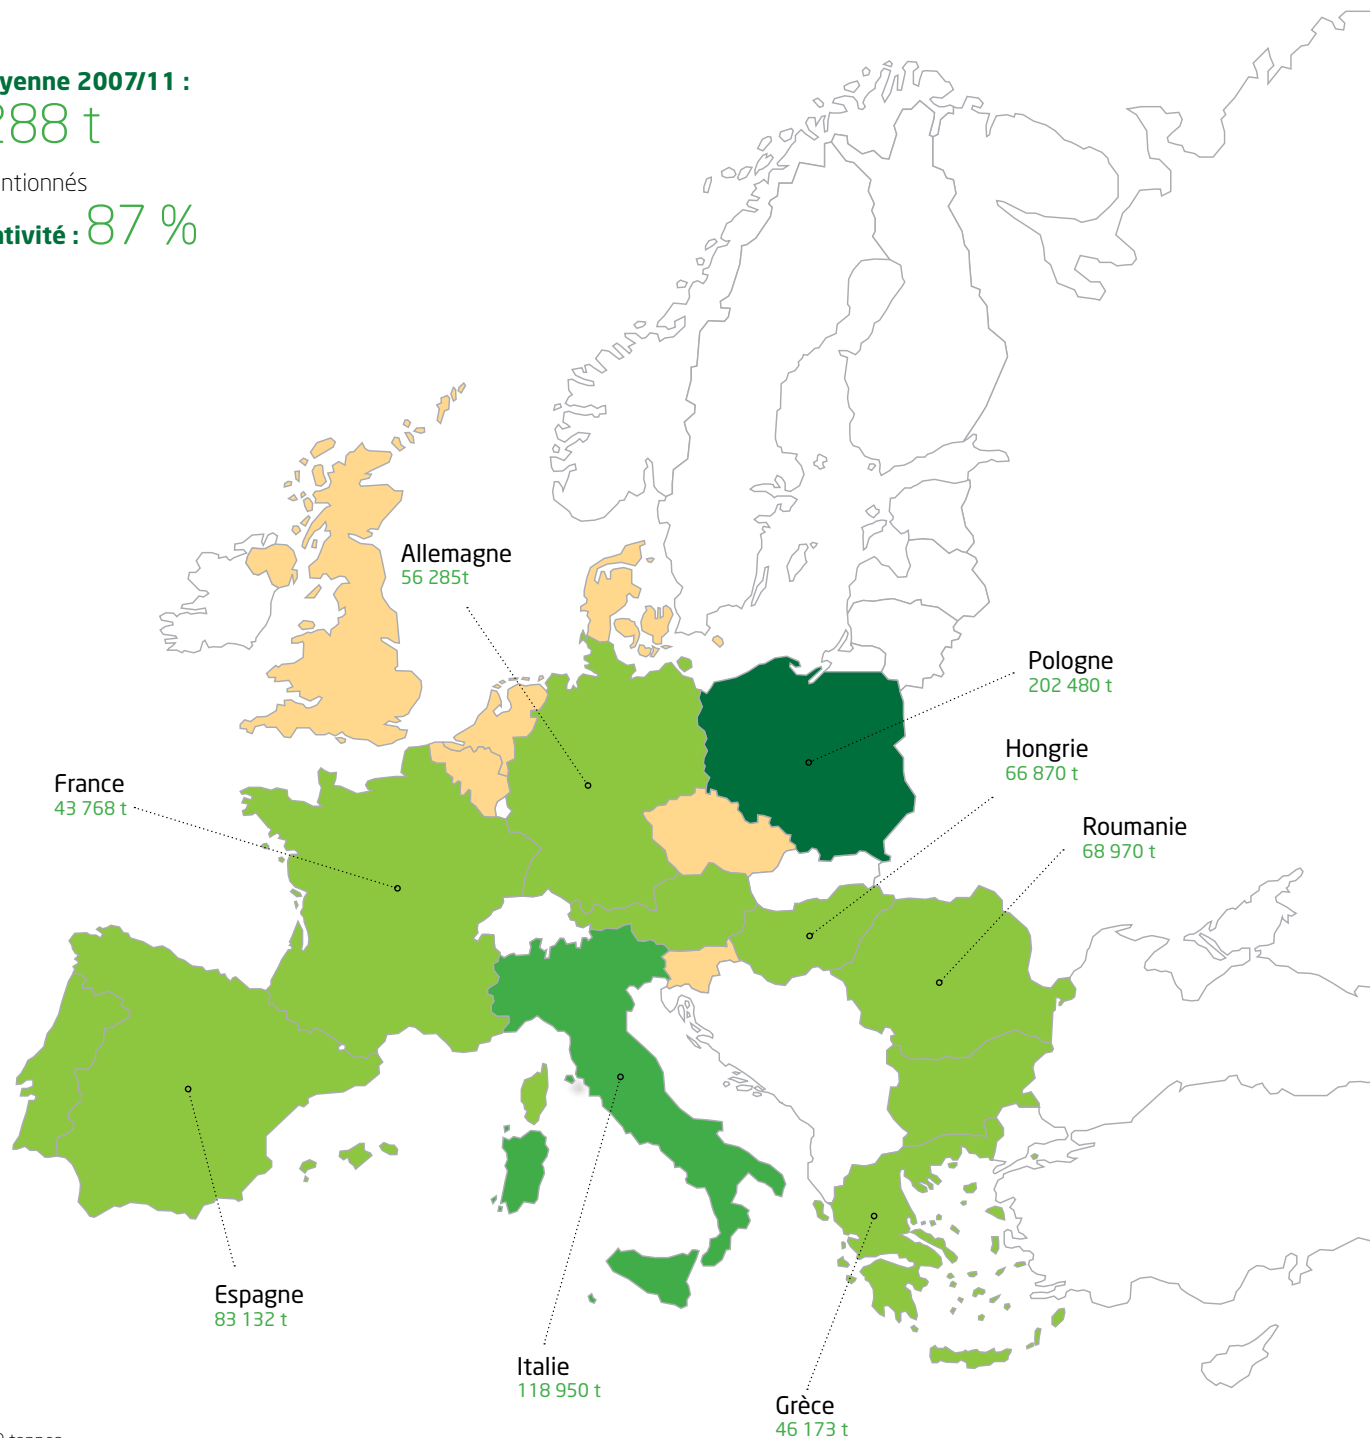 yenne 2007/11 :
288 t
ntionnés
ativité : 87 %
Allemagne
56 285t
Pologne
202 480 t
Hongrie
66 870 t
France
43 768 t
Roumanie
68 970 t
Espagne
83 132 t
Italie
118 950 t
Grèce
46 173 t